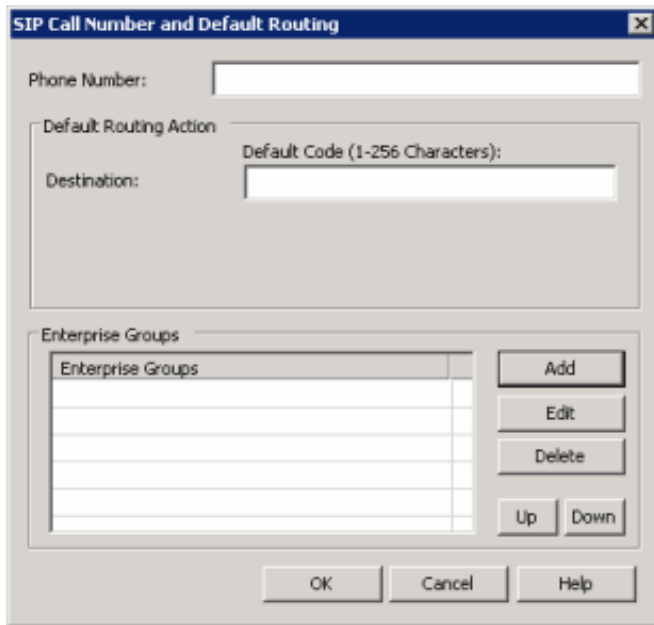 SIP Call Number and Default Routing
Phone Number:
Default Routing Action
Default Code (1-256 Characters):
Destination:
Enterprise Groups
Enterprise Groups
Add
Edit
Delete
Up Down
OK Cancel Help